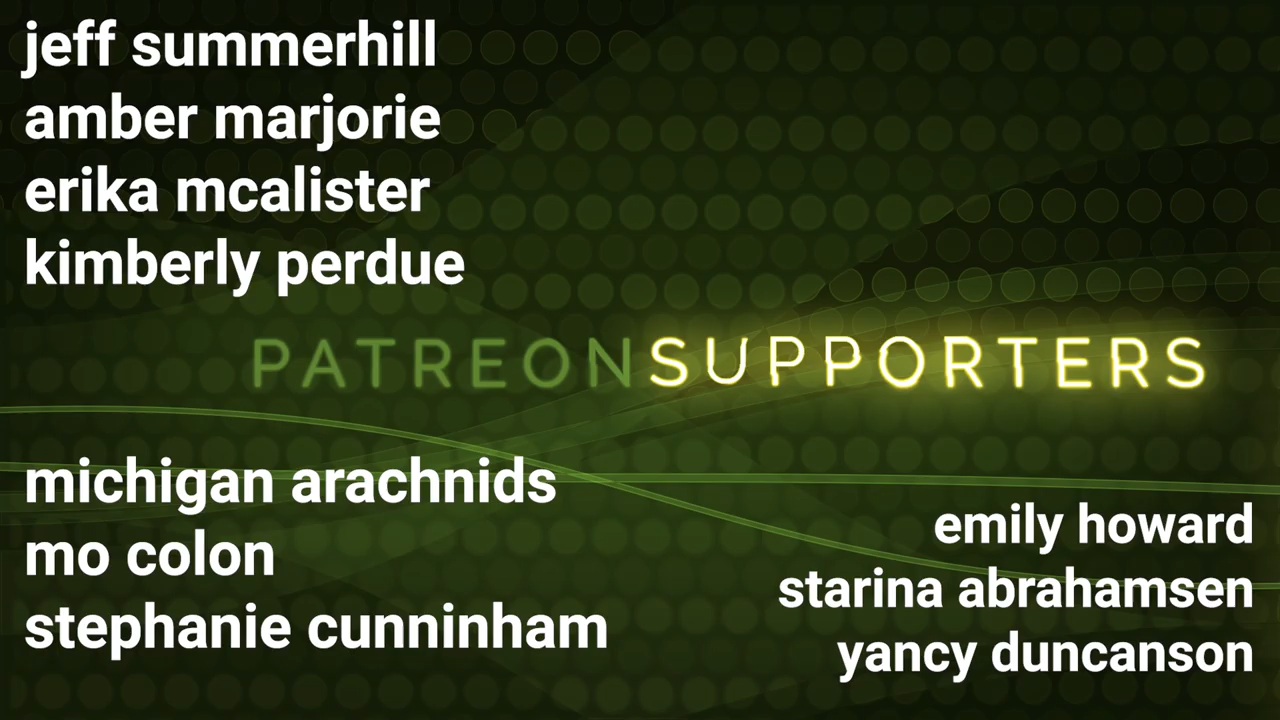 jeff summerhill
amber marjorie
erika mcalister
kimberly perdue
PATREONSUPPORTERS
michigan arachnids
mo colon
stephanie cunninham
emily howard
starina abrahamsen
yancy duncanson